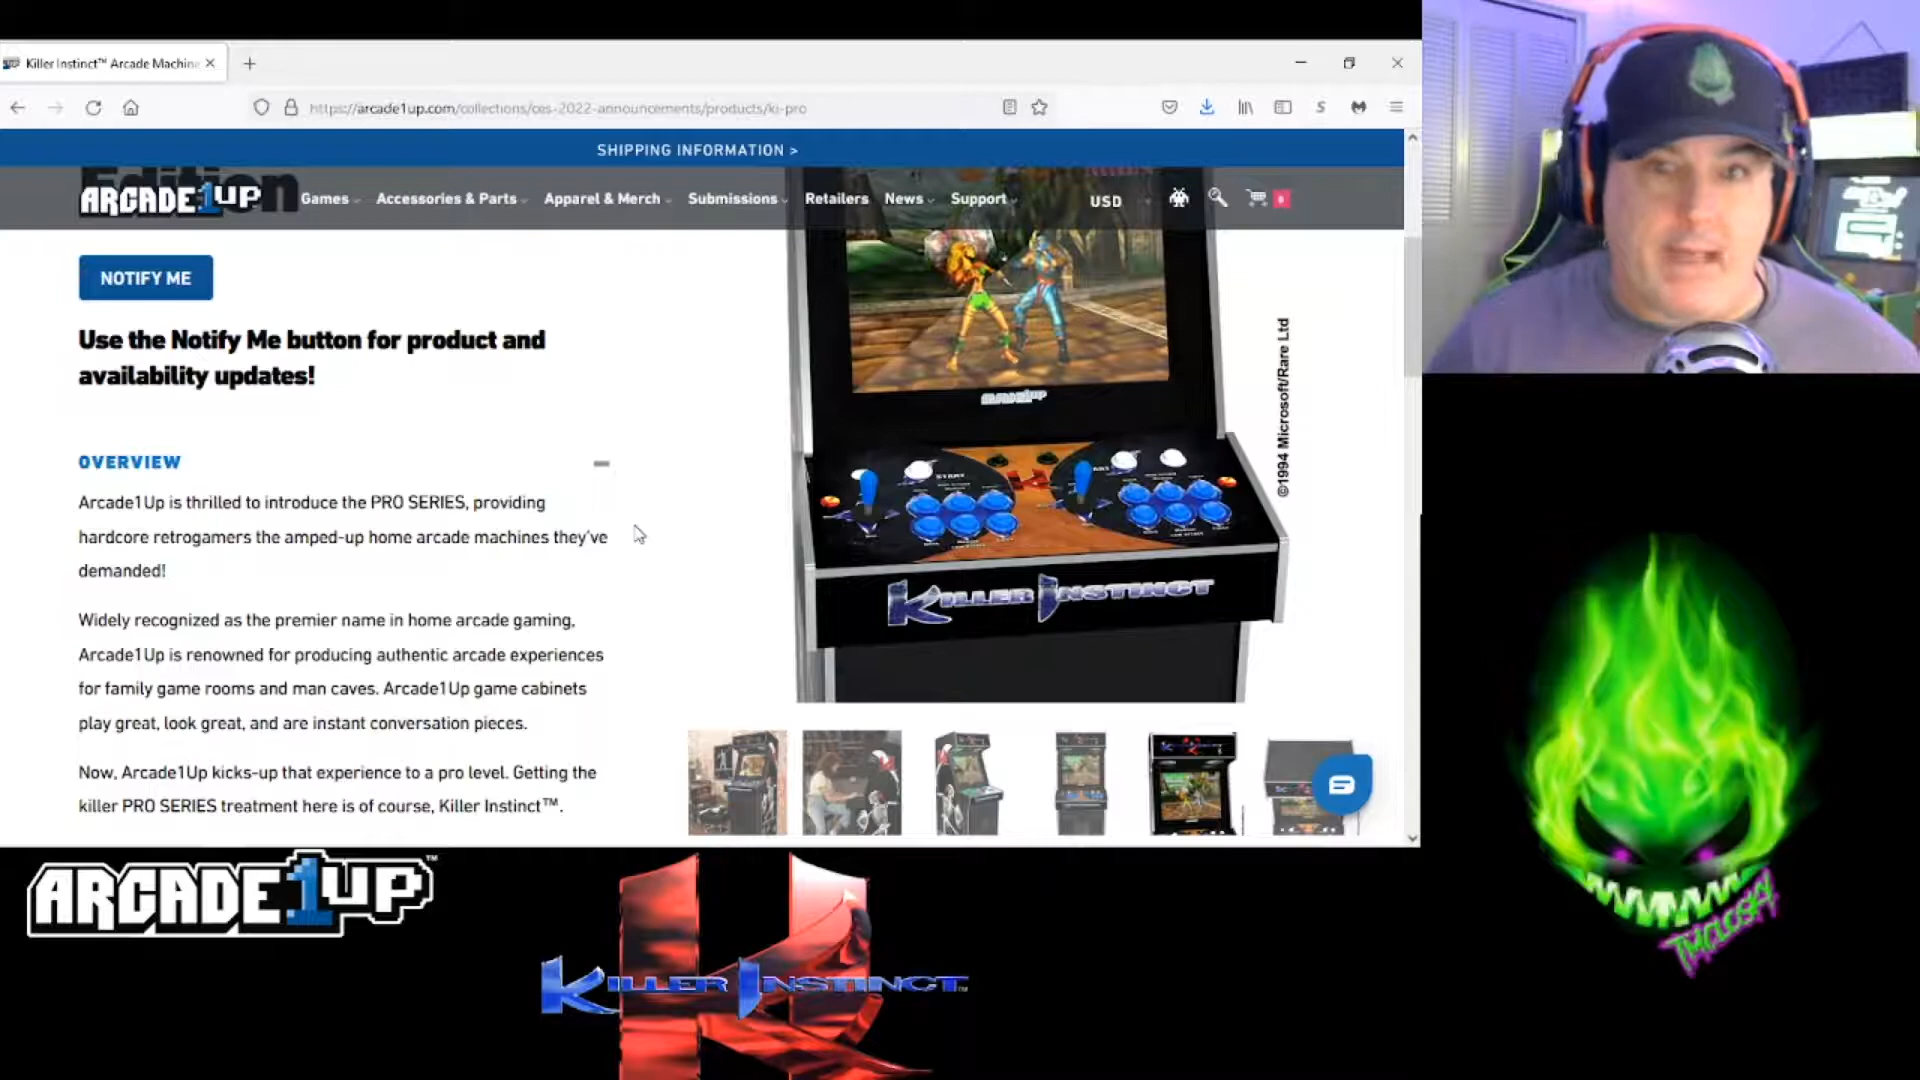 Killer Instinct™ Arcade Machine
https://arcade1up.com/collections/ces-2022-announcements/products/ki-pro
SHIPPING INFORMATION >
Edition
ARCADE1UP
Games
Accessories & Parts
Apparel & Merch
Submissions
Retailers
News
Support
USD
NOTIFY ME
Use the Notify Me button for product and
availability updates!
OVERVIEW
Arcade1Up is thrilled to introduce the PRO SERIES, providing
hardcore retrogamers the amped-up home arcade machines they've
demanded!
Widely recognized as the premier name in home arcade gaming,
Arcade1Up is renowned for producing authentic arcade experiences
for family game rooms and man caves. Arcade1Up game cabinets
play great, look great, and are instant conversation pieces.
Now, Arcade1Up kicks-up that experience to a pro level. Getting the
killer PRO SERIES treatment here is of course, Killer Instinct™.
ARCADE1UP
START
KILLER INSTINCT
©1994 Microsoft/Rare Ltd
KILLER INSTINCT
ARCADE1UP™
KILLER INSTINCT™
TMCLOSKY